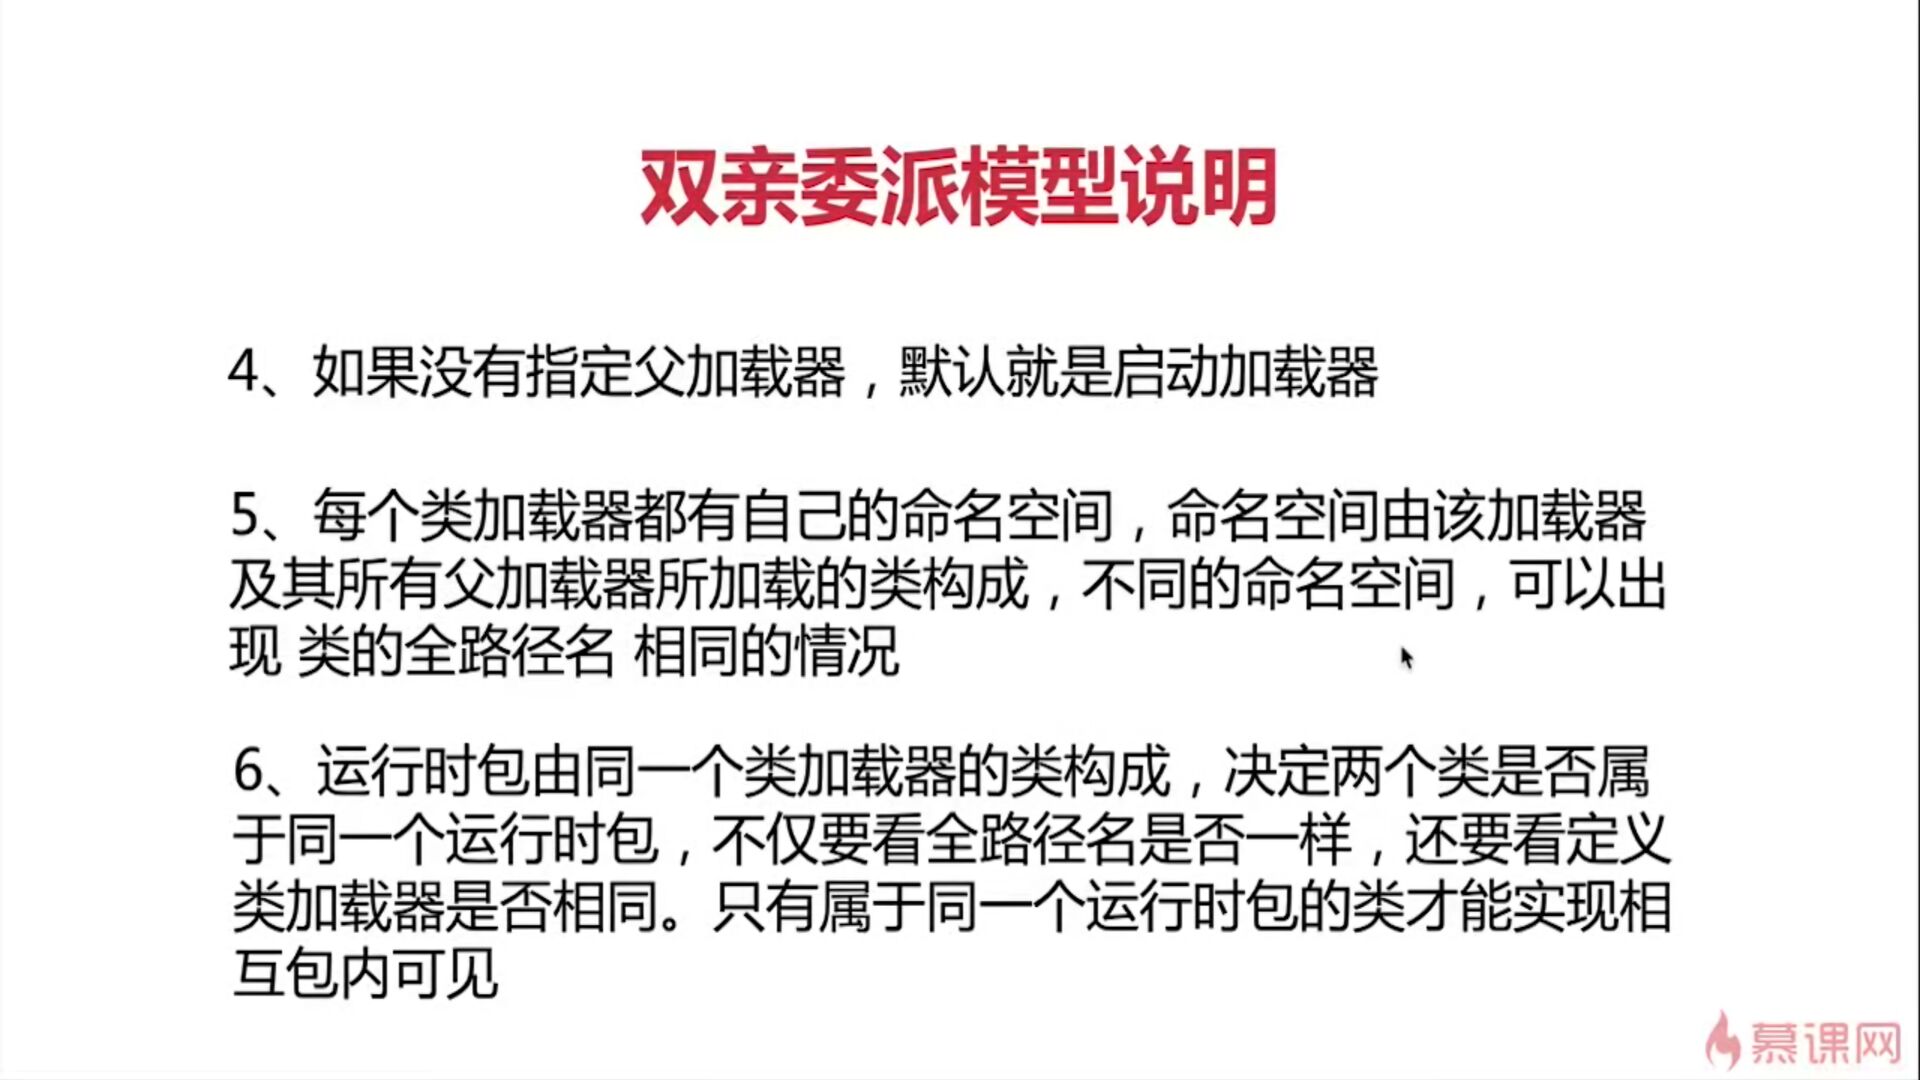 双亲委派模型说明
4、如果没有指定父加载器，默认就是启动加载器
5、每个类加载器都有自己的命名空间，命名空间由该加载器
及其所有父加载器所加载的类构成，不同的命名空间，可以出
现 类的全路径名 相同的情况
6、运行时包由同一个类加载器的类构成，决定两个类是否属
于同一个运行时包，不仅要看全路径名是否一样，还要看定义
类加载器是否相同。只有属于同一个运行时包的类才能实现相
互包内可见
慕课网